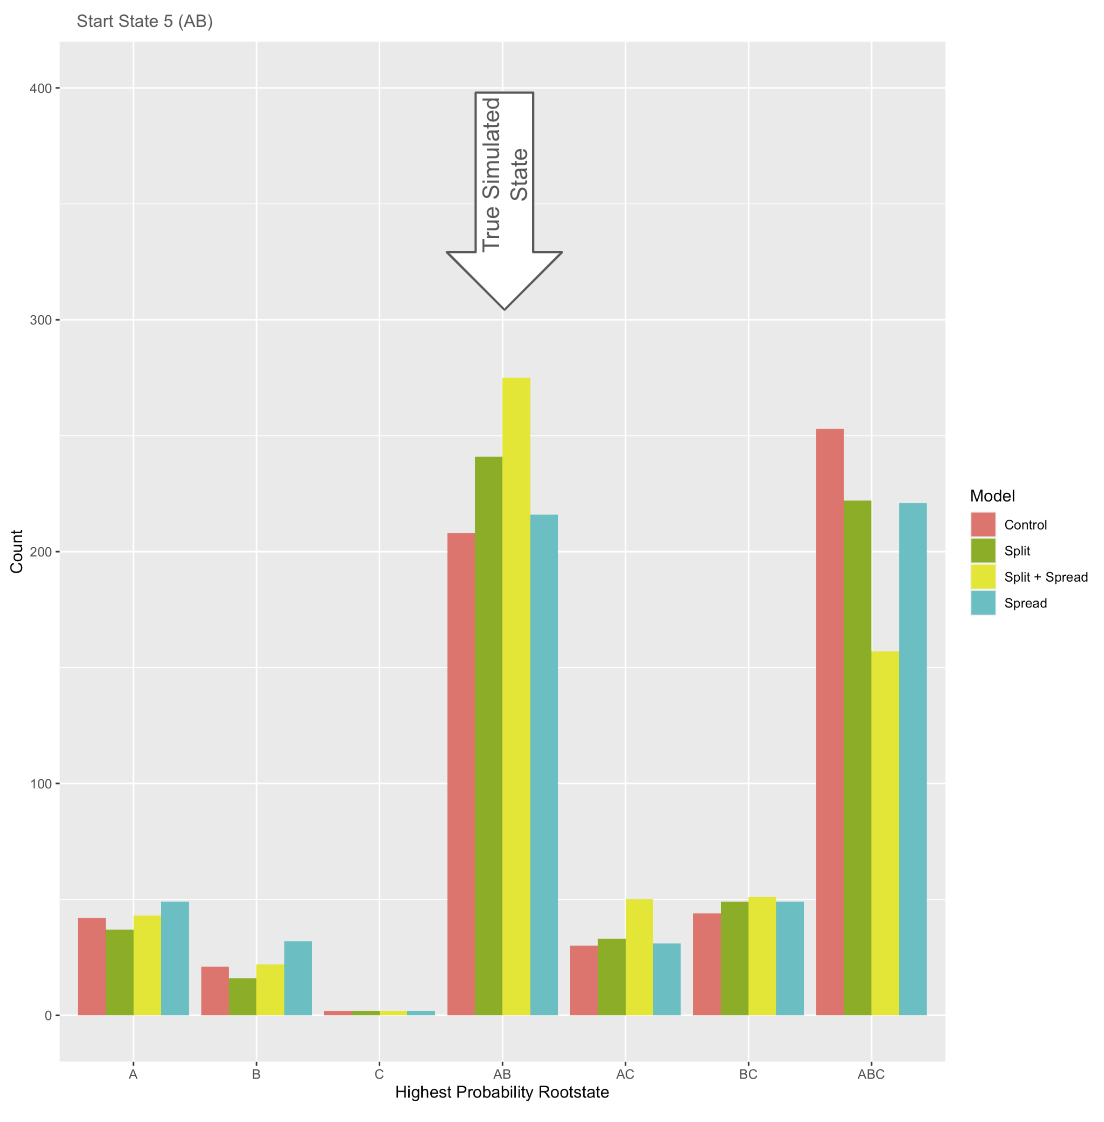 Start State 5 (AB)
400
300
200
100
0
Count
True Simulated
State
A
B
C
AB
AC
BC
ABC
Highest Probability Rootstate
Model
Control
Split
Split + Spread
Spread